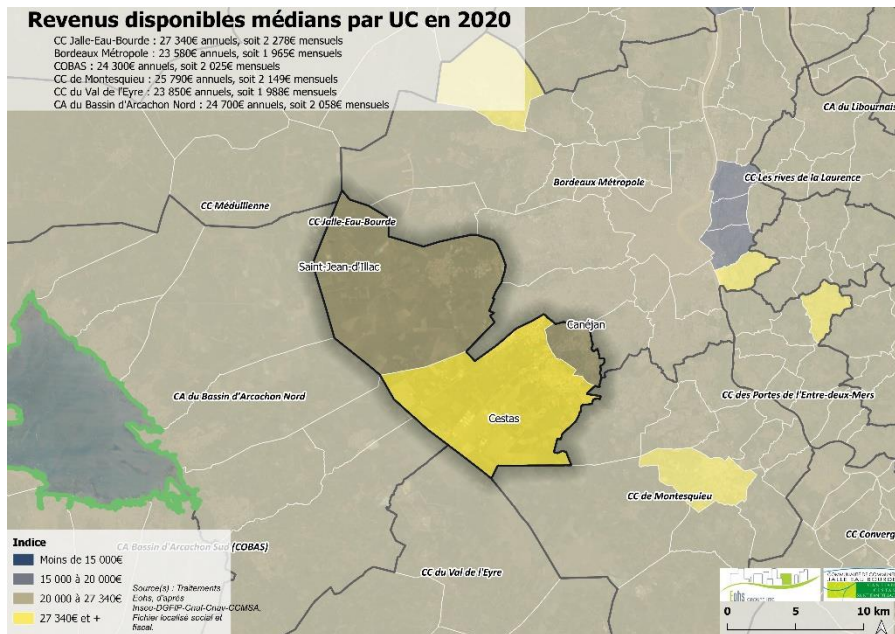 Revenus disponibles médians par UC en 2020
CC Jalle-Eau-Bourde : 27 340€ annuels, soit 2 278€ mensuels
Bordeaux Métropole : 23 580€ annuels, soit 1 965€ mensuels
COBAS : 24 300€ annuels, soit 2 025€ mensuels
CC de Montesquieu : 25 790€ annuels, soit 2 149€ mensuels
CC du Val de l'Eyre : 23 850€ annuels, soit 1 988€ mensuels
CA du Bassin d'Arcachon Nord : 24 700€ annuels, soit 2 058€ mensuels
CA du Libournais
CC Les rives de la Laurence
Bordeaux Métropole
CC Médullienne
CC Jalle-Eau-Bourde
Saint-Jean-d'Illac
Canéjan
CA du Bassin d'Arcachon Nord
CC des Portes de l'Entre-deux-Mers
Cestas
CC de Montesquieu
CC Converg
CA Bassin d'Arcachon Sud (COBAS)
CC du Val de l'Eyre
Indice
Moins de 15 000€
15 000 à 20 000€
20 000 à 27 340€
27 340€ et +
Source(s) : Traitements
Eohs, d'après
Insee-DGFIP-Cnaf-Cnav-CCMSA.
Fichier localisé social et
fiscal.
Eohs
COMMUNAUTÉ DE COMMUNES
JALLE EAU BOURDE
0 5 10 km